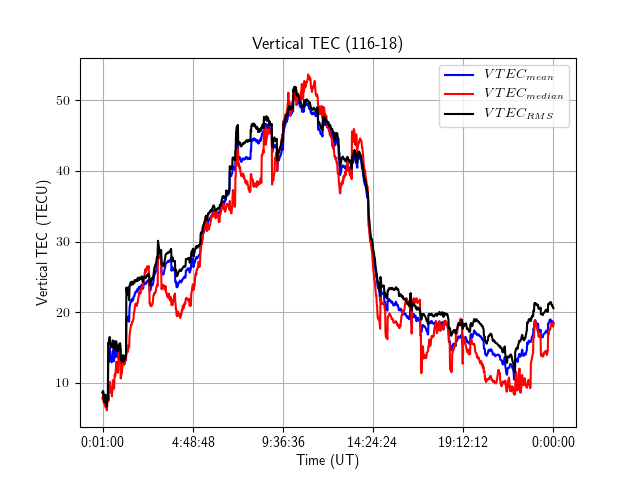 Vertical TEC (116-18)
VTEC_mean
VTEC_median
VTEC_RMS
Vertical TEC (TECU)
50
40
30
20
10
0:01:00 4:48:48 9:36:36 14:24:24 19:12:12 0:00:00
Time (UT)